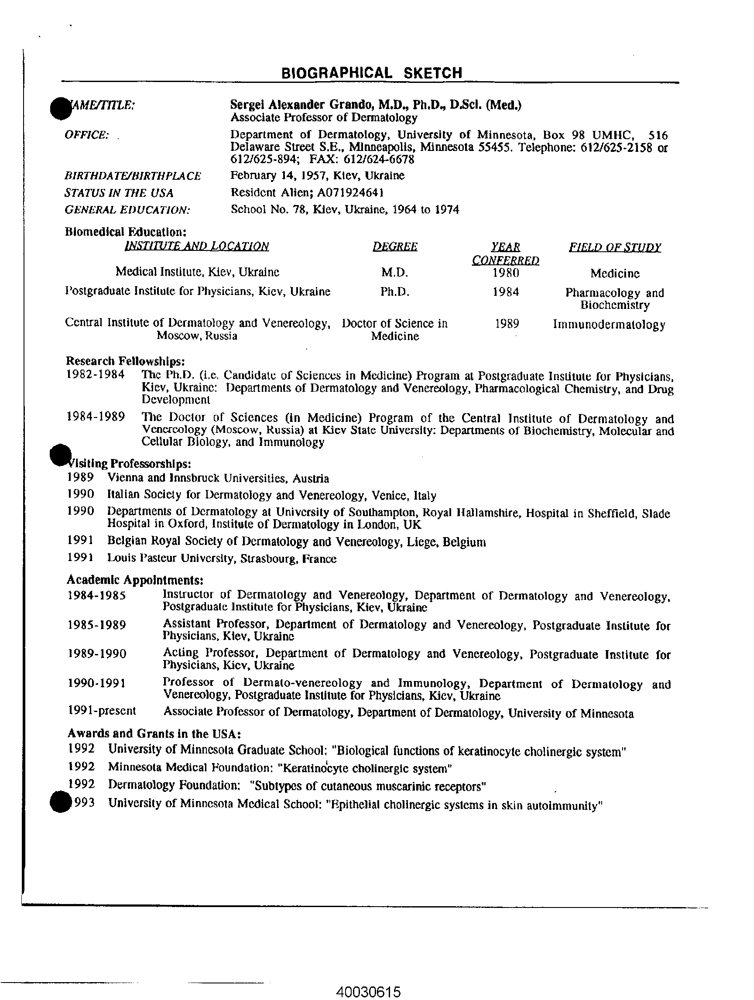 BIOGRAPHICAL SKETCH
AME/TITLE: Sergei Alexander Grando, M.D., Ph.D., D.Sci. (Med.)
Associate Professor of Dermatology
OFFICE: Department of Dermatology, University of Minnesota, Box 98 UMHC, 516
Delaware Street S.E., Minneapolis, Minnesota 55455. Telephone: 612/625-2158 or
612/625-894; FAX: 612/624-6678
BIRTHDATE/BIRTHPLACE February 14, 1957, Kiev, Ukraine
STATUS IN THE USA Resident Alien; A071924641
GENERAL EDUCATION: School No. 78, Kiev, Ukraine, 1964 to 1974
Biomedical Education:
INSTITUTE AND LOCATION DEGREE YEAR FIELD OF STUDY
CONFERRED
Medical Institute, Kiev, Ukraine M.D. 1980 Medicine
Postgraduate Institute for Physicians, Kiev, Ukraine Ph.D. 1984 Pharmacology and
Biochemistry
Central Institute of Dermatology and Venereology, Doctor of Science in 1989 Immunodermatology
Moscow, Russia Medicine
Research Fellowships:
1982-1984 The Ph.D. (i.e. Candidate of Sciences in Medicine) Program at Postgraduate Institute for Physicians,
Kiev, Ukraine: Departments of Dermatology and Venereology, Pharmacological Chemistry, and Drug
Development
1984-1989 The Doctor of Sciences (in Medicine) Program of the Central Institute of Dermatology and
Venereology (Moscow, Russia) at Kiev State University: Departments of Biochemistry, Molecular and
Cellular Biology, and Immunology
Visiting Professorships:
1989 Vienna and Innsbruck Universities, Austria
1990 Italian Society for Dermatology and Venereology, Venice, Italy
1990 Departments of Dermatology at University of Southampton, Royal Hallamshire, Hospital in Sheffield, Slade
Hospital in Oxford, Institute of Dermatology in London, UK
1991 Belgian Royal Society of Dermatology and Venereology, Liege, Belgium
1991 Louis Pasteur University, Strasbourg, France
Academic Appointments:
1984-1985 Instructor of Dermatology and Venereology, Department of Dermatology and Venereology,
Postgraduate Institute for Physicians, Kiev, Ukraine
1985-1989 Assistant Professor, Department of Dermatology and Venereology, Postgraduate Institute for
Physicians, Kiev, Ukraine
1989-1990 Acting Professor, Department of Dermatology and Venereology, Postgraduate Institute for
Physicians, Kiev, Ukraine
1990-1991 Professor of Dermato-venereology and Immunology, Department of Dermatology and
Venereology, Postgraduate Institute for Physicians, Kiev, Ukraine
1991-present Associate Professor of Dermatology, Department of Dermatology, University of Minnesota
Awards and Grants in the USA:
1992 University of Minnesota Graduate School: "Biological functions of keratinocyte cholinergic system"
1992 Minnesota Medical Foundation: "Keratinocyte cholinergic system"
1992 Dermatology Foundation: "Subtypes of cutaneous muscarinic receptors"
993 University of Minnesota Medical School: "Epithelial cholinergic systems in skin autoimmunity"
40030615